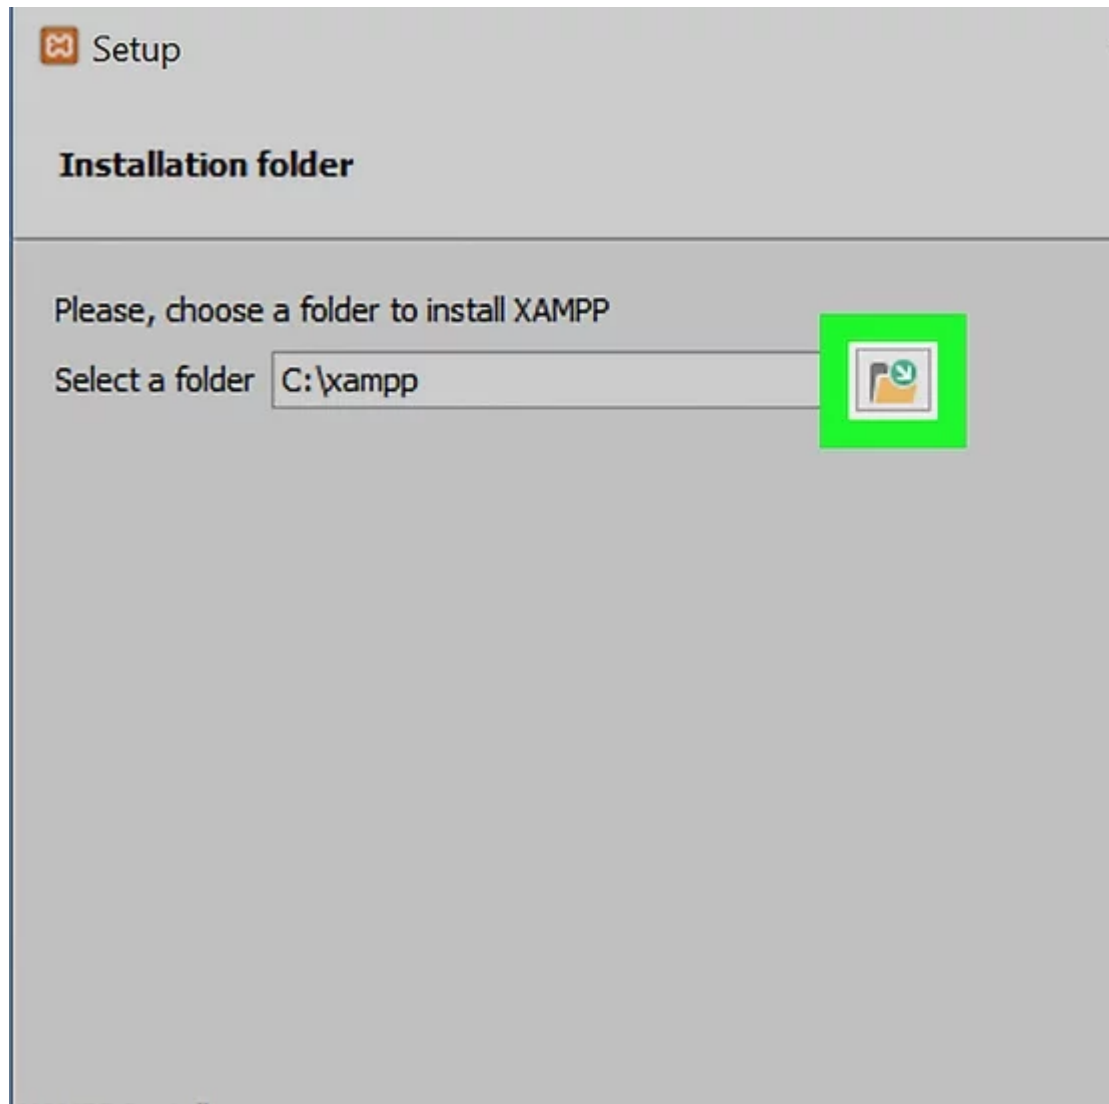 Setup
Installation folder
Please, choose a folder to install XAMPP
Select a folder C:\xampp